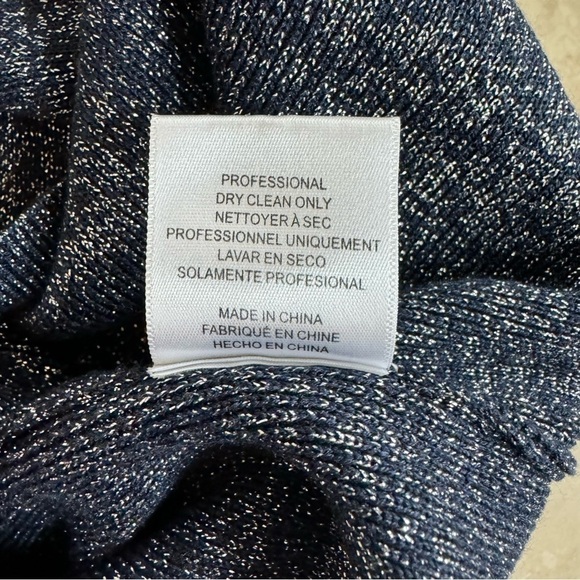 PROFESSIONAL
DRY CLEAN ONLY
NETTOYER À SEC
PROFESSIONNEL UNIQUEMENT
LAVAR EN SECO
SOLAMENTE PROFESIONAL
MADE IN CHINA
FABRIQUÉ EN CHINE
HECHO EN CHINA